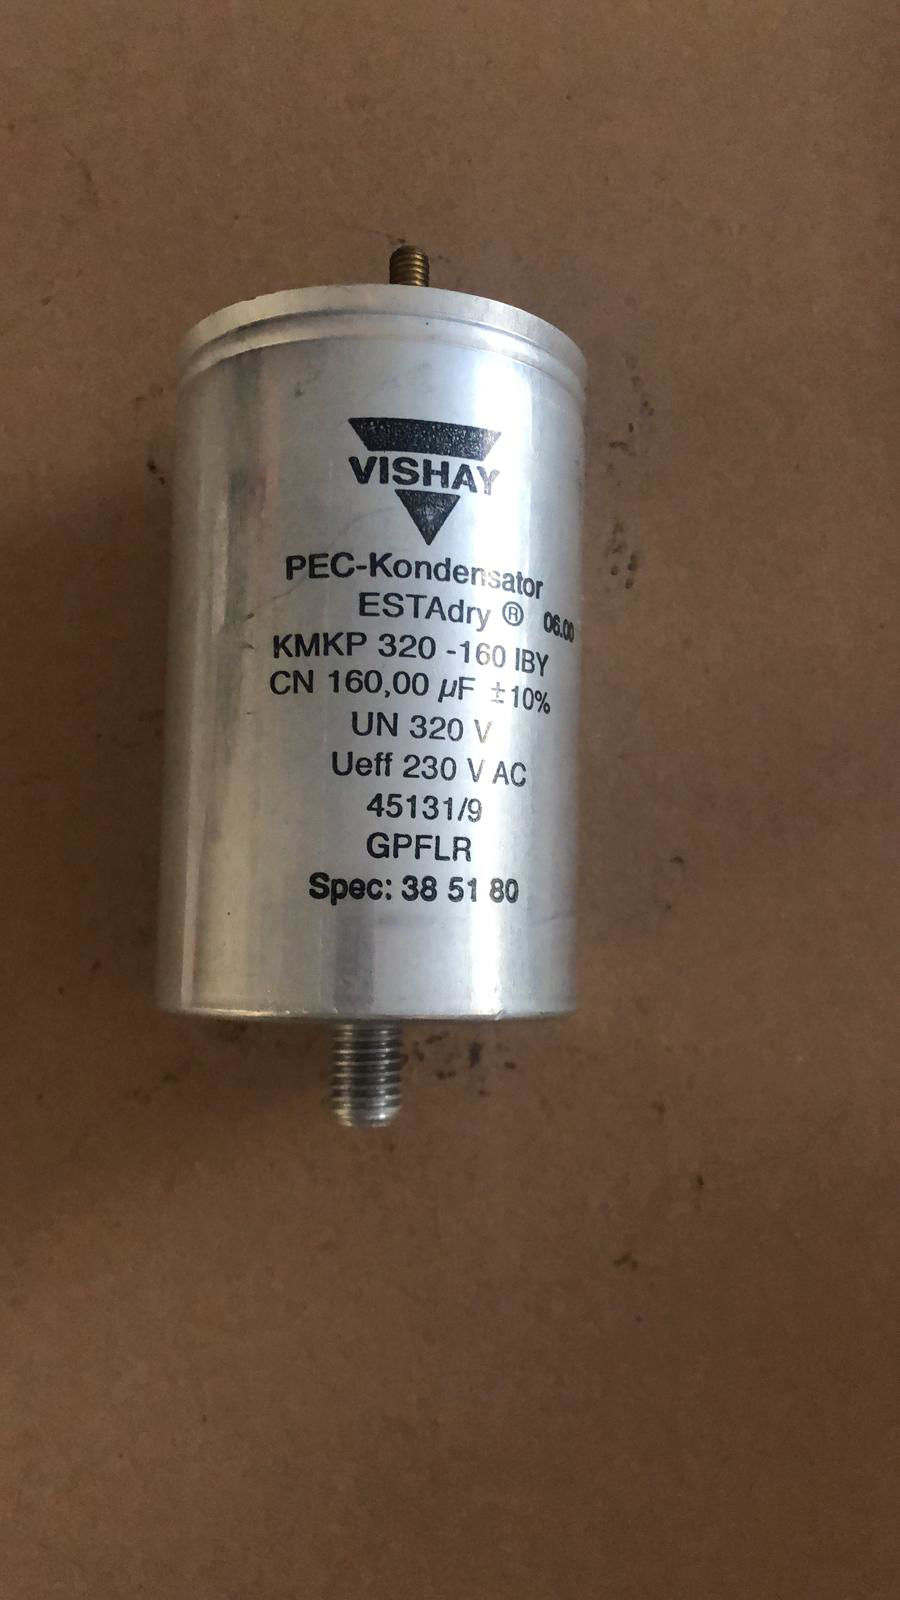 VISHAY
PEC-Kondensator
ESTAdry ® 06.00
KMKP 320 -160 IBY
CN 160,00 µF ±10%
UN 320 V
Ueff 230 V AC
45131/9
GPFLR
Spec: 38 51 80